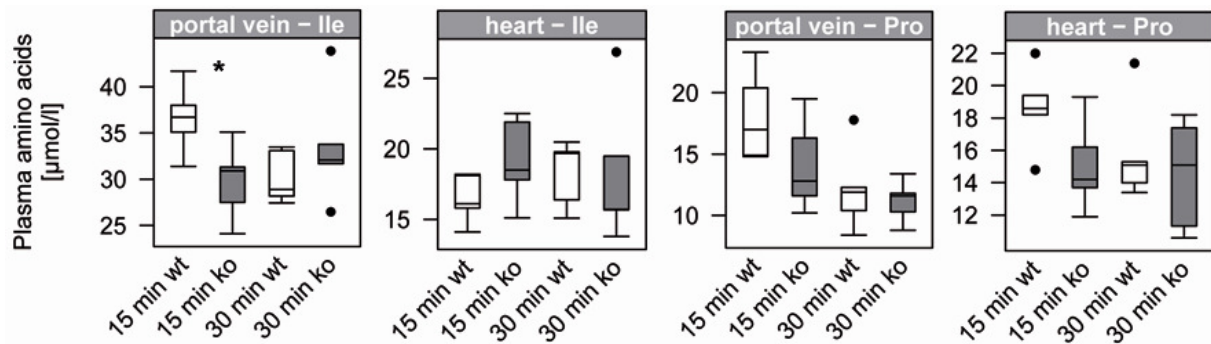 Plasma amino acids
[µmol/l]
portal vein – Ile
40
35
30
25
*
15 min wt
15 min ko
30 min wt
30 min ko
heart – Ile
25
20
15
15 min wt
15 min ko
30 min wt
30 min ko
portal vein – Pro
20
15
10
15 min wt
15 min ko
30 min wt
30 min ko
heart – Pro
22
20
18
16
14
12
15 min wt
15 min ko
30 min wt
30 min ko